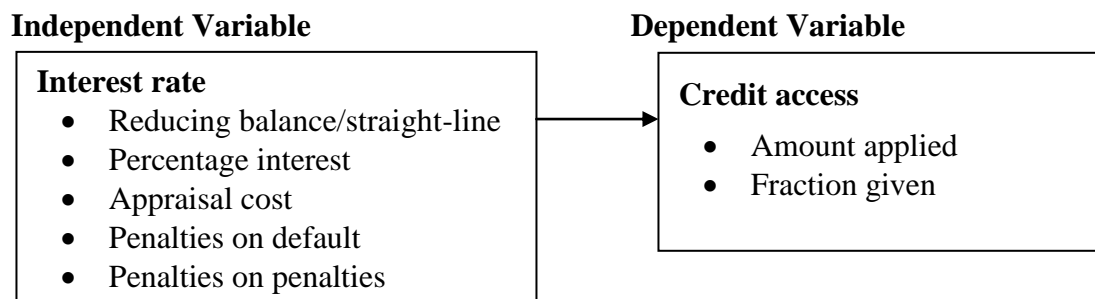 Independent Variable
Dependent Variable
Interest rate
• Reducing balance/straight-line
• Percentage interest
• Appraisal cost
• Penalties on default
• Penalties on penalties
Credit access
• Amount applied
• Fraction given